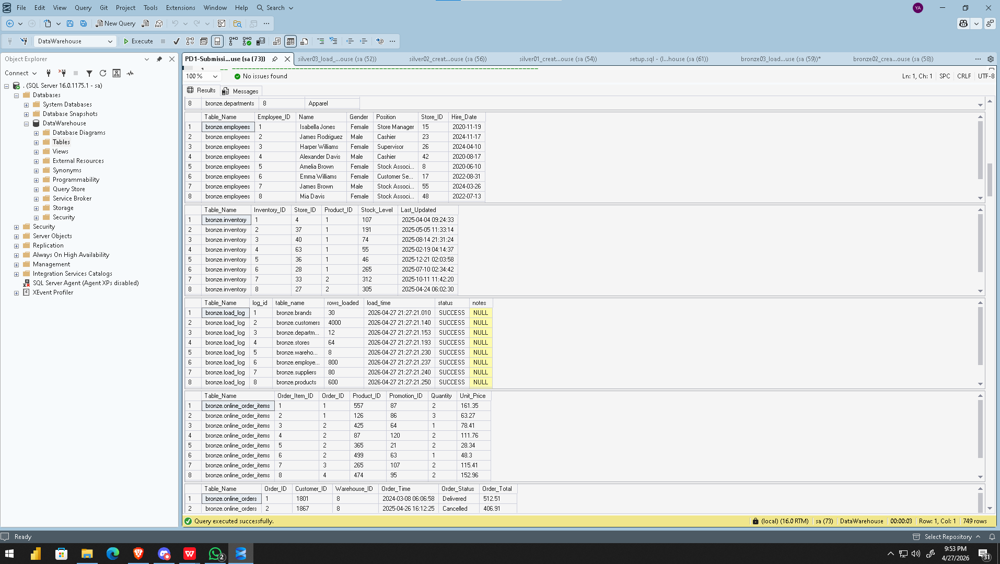 File Edit View Query Git Project Tools Extensions Window Help Search YA
New Query DAX
DataWarehouse Execute
Object Explorer
Connect
. (SQL Server 16.0.1175.1 - sa)
Databases
System Databases
Database Snapshots
DataWarehouse
Database Diagrams
Tables
Views
External Resources
Synonyms
Programmability
Query Store
Service Broker
Storage
Security
Security
Server Objects
Replication
Always On High Availability
Management
Integration Services Catalogs
SQL Server Agent (Agent XPs disabled)
XEvent Profiler
PD1-Submissi...use (sa (73)) silver03_load_...ouse (sa (52)) silver02_creat...ouse (sa (56)) silver01_creat...ouse (sa (54)) setup.sql - (l...house (sa (61)) bronze03_load...use (sa (59))* bronze02_crea...ouse (sa (58))
100 % No issues found Ln: 1, Ch: 1 SPC CRLF UTF-8
Results Messages
8 bronze.departments 8 Apparel
Table_Name Employee_ID Name Gender Position Store_ID Hire_Date
1 bronze.employees 1 Isabella Jones Female Store Manager 15 2020-11-19
2 bronze.employees 2 James Rodriguez Male Cashier 23 2024-11-17
3 bronze.employees 3 Harper Williams Female Supervisor 26 2024-04-10
4 bronze.employees 4 Alexander Davis Male Cashier 42 2020-08-17
5 bronze.employees 5 Amelia Brown Female Stock Associ... 8 2020-06-10
6 bronze.employees 6 Emma Williams Female Customer Se... 17 2022-08-31
7 bronze.employees 7 James Brown Male Stock Associ... 55 2024-03-26
8 bronze.employees 8 Mia Davis Female Stock Associ... 48 2022-07-13
Table_Name Inventory_ID Store_ID Product_ID Stock_Level Last_Updated
1 bronze.inventory 1 4 1 107 2025-04-04 09:24:33
2 bronze.inventory 2 37 1 191 2025-05-05 11:33:14
3 bronze.inventory 3 40 1 74 2025-08-14 21:31:24
4 bronze.inventory 4 63 1 55 2025-02-19 04:14:37
5 bronze.inventory 5 36 1 46 2025-12-21 02:03:58
6 bronze.inventory 6 28 1 265 2025-07-10 02:34:42
7 bronze.inventory 7 33 2 312 2025-10-11 11:42:20
8 bronze.inventory 8 27 2 305 2025-04-24 06:02:30
Table_Name log_id table_name rows_loaded load_time status notes
1 bronze.load_log 1 bronze.brands 30 2026-04-27 21:27:21.010 SUCCESS NULL
2 bronze.load_log 2 bronze.customers 4000 2026-04-27 21:27:21.140 SUCCESS NULL
3 bronze.load_log 3 bronze.departm... 12 2026-04-27 21:27:21.153 SUCCESS NULL
4 bronze.load_log 4 bronze.stores 64 2026-04-27 21:27:21.193 SUCCESS NULL
5 bronze.load_log 5 bronze.wareho... 8 2026-04-27 21:27:21.230 SUCCESS NULL
6 bronze.load_log 6 bronze.employe... 800 2026-04-27 21:27:21.237 SUCCESS NULL
7 bronze.load_log 7 bronze.suppliers 80 2026-04-27 21:27:21.240 SUCCESS NULL
8 bronze.load_log 8 bronze.products 600 2026-04-27 21:27:21.250 SUCCESS NULL
Table_Name Order_Item_ID Order_ID Product_ID Promotion_ID Quantity Unit_Price
1 bronze.online_order_items 1 1 557 87 2 161.35
2 bronze.online_order_items 2 1 126 86 3 63.27
3 bronze.online_order_items 3 2 425 64 1 78.41
4 bronze.online_order_items 4 2 87 120 2 111.76
5 bronze.online_order_items 5 2 365 21 2 28.34
6 bronze.online_order_items 6 2 499 63 1 48.3
7 bronze.online_order_items 7 3 265 107 2 115.41
8 bronze.online_order_items 8 4 474 95 2 152.96
Table_Name Order_ID Customer_ID Warehouse_ID Order_Time Order_Status Order_Total
1 bronze.online_orders 1 1801 8 2024-03-08 06:06:58 Delivered 512.51
2 bronze.online_orders 2 1867 8 2025-04-26 16:12:25 Cancelled 406.91
Query executed successfully. (local) (16.0 RTM) sa (73) DataWarehouse 00:00:03 Row: 1, Col: 1 749 rows
Ready Select Repository
W 2 9:53 PM
4/27/2026 31